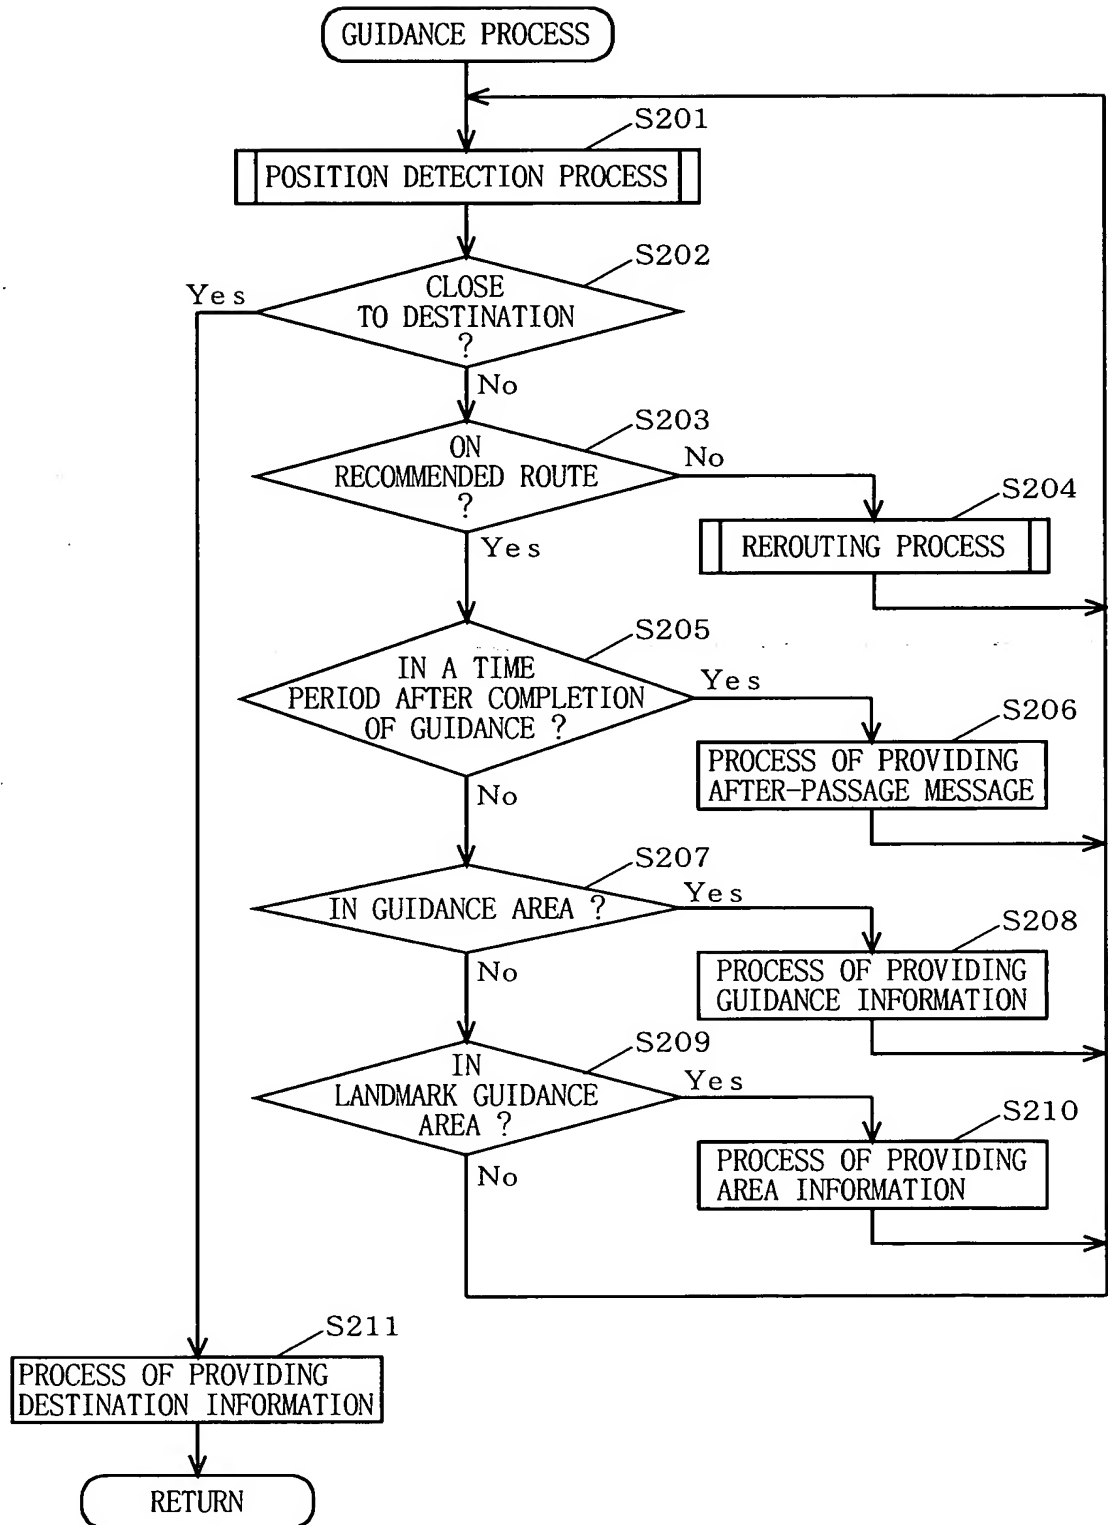 GUIDANCE PROCESS
S201
POSITION DETECTION PROCESS
S202
Yes
CLOSE
TO DESTINATION
?
No
S203
ON
RECOMMENDED ROUTE
?
No
Yes
S204
REROUTING PROCESS
S205
IN A TIME
PERIOD AFTER COMPLETION
OF GUIDANCE ?
Yes
No
S206
PROCESS OF PROVIDING
AFTER-PASSAGE MESSAGE
S207
IN GUIDANCE AREA ?
Yes
No
S208
PROCESS OF PROVIDING
GUIDANCE INFORMATION
S209
IN
LANDMARK GUIDANCE
AREA ?
Yes
No
S210
PROCESS OF PROVIDING
AREA INFORMATION
S211
PROCESS OF PROVIDING
DESTINATION INFORMATION
RETURN